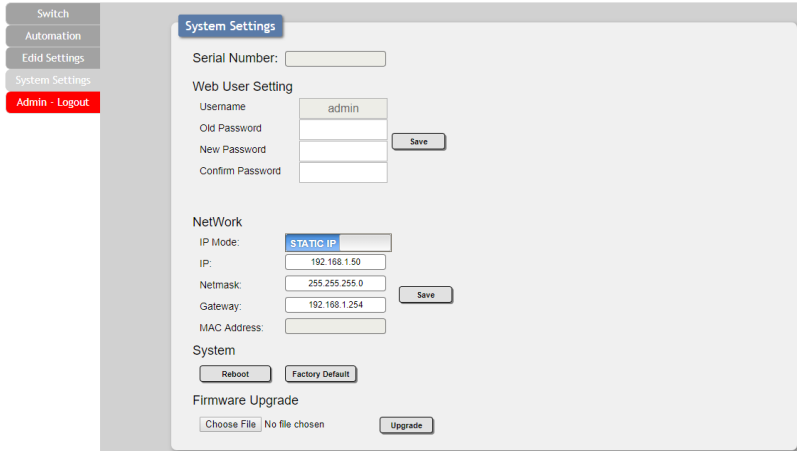 Switch
Automation
Edid Settings
System Settings
Admin - Logout
System Settings
Serial Number:
Web User Setting
Username admin
Old Password
New Password
Save
Confirm Password
NetWork
IP Mode: STATIC IP
IP: 192.168.1.50
Netmask: 255.255.255.0
Save
Gateway: 192.168.1.254
MAC Address:
System
Reboot Factory Default
Firmware Upgrade
Choose File No file chosen Upgrade